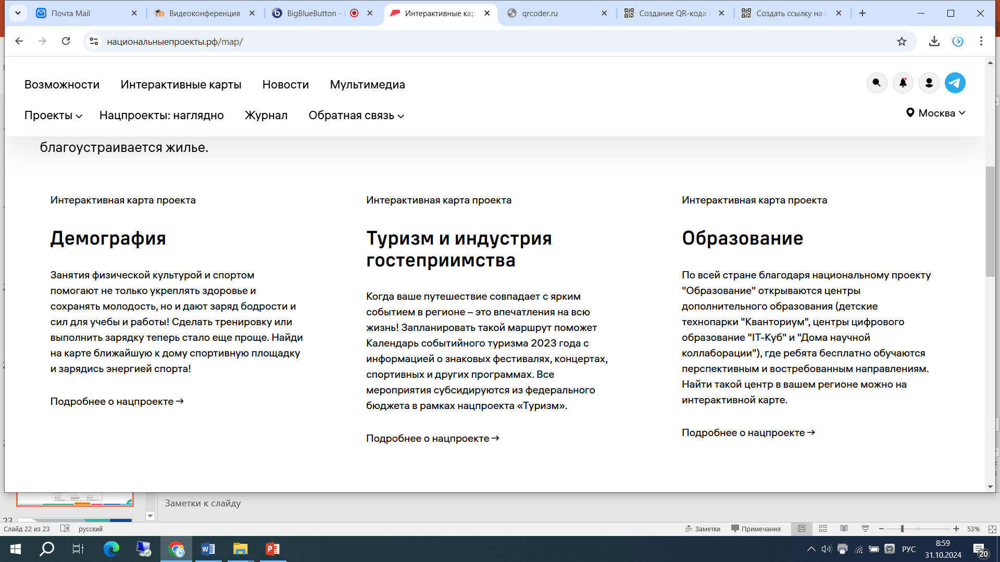 Почта Mail
Видеоконференция
BigBlueButton -
Интерактивные кар
qrcoder.ru
Создание QR-кода
Создать ссылку на
национальныепроекты.рф/map/
Возможности Интерактивные карты Новости Мультимедиа
Проекты Нацпроекты: наглядно Журнал Обратная связь
Москва
благоустраивается жилье.
Интерактивная карта проекта
Демография
Занятия физической культурой и спортом
помогают не только укреплять здоровье и
сохранять молодость, но и дают заряд бодрости и
сил для учебы и работы! Сделать тренировку или
выполнить зарядку теперь стало еще проще. Найди
на карте ближайшую к дому спортивную площадку
и зарядись энергией спорта!
Подробнее о нацпроекте →
Интерактивная карта проекта
Туризм и индустрия
гостеприимства
Когда ваше путешествие совпадает с ярким
событием в регионе – это впечатления на всю
жизнь! Запланировать такой маршрут поможет
Календарь событийного туризма 2023 года с
информацией о знаковых фестивалях, концертах,
спортивных и других программах. Все
мероприятия субсидируются из федерального
бюджета в рамках нацпроекта «Туризм».
Подробнее о нацпроекте →
Интерактивная карта проекта
Образование
По всей стране благодаря национальному проекту
"Образование" открываются центры
дополнительного образования (детские
технопарки "Кванториум", центры цифрового
образование "IT-Куб" и "Дома научной
коллаборации"), где ребята бесплатно обучаются
перспективным и востребованным направлениям.
Найти такой центр в вашем регионе можно на
интерактивной карте.
Подробнее о нацпроекте →
Заметки к слайду
23
Слайд 22 из 23 русский
Заметки Примечания 53%
РУС
8:59
31.10.2024
20